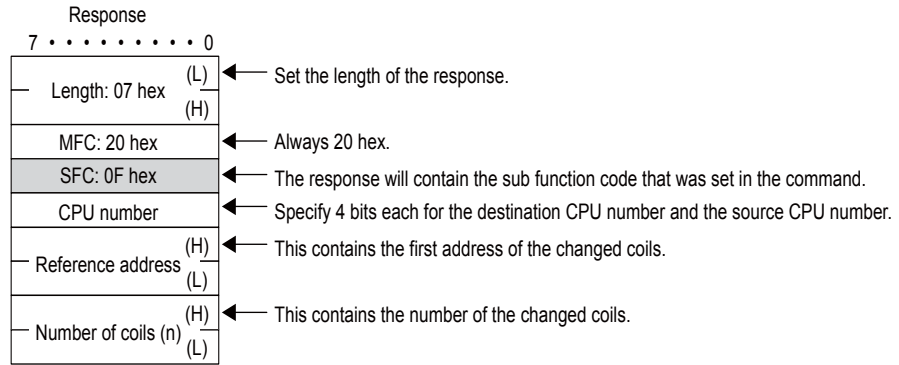 Response
7 • • • • • • • • • 0
Length: 07 hex (L) Set the length of the response.
(H)
MFC: 20 hex Always 20 hex.
SFC: 0F hex The response will contain the sub function code that was set in the command.
CPU number Specify 4 bits each for the destination CPU number and the source CPU number.
(H) This contains the first address of the changed coils.
Reference address
(L)
(H) This contains the number of the changed coils.
Number of coils (n)
(L)